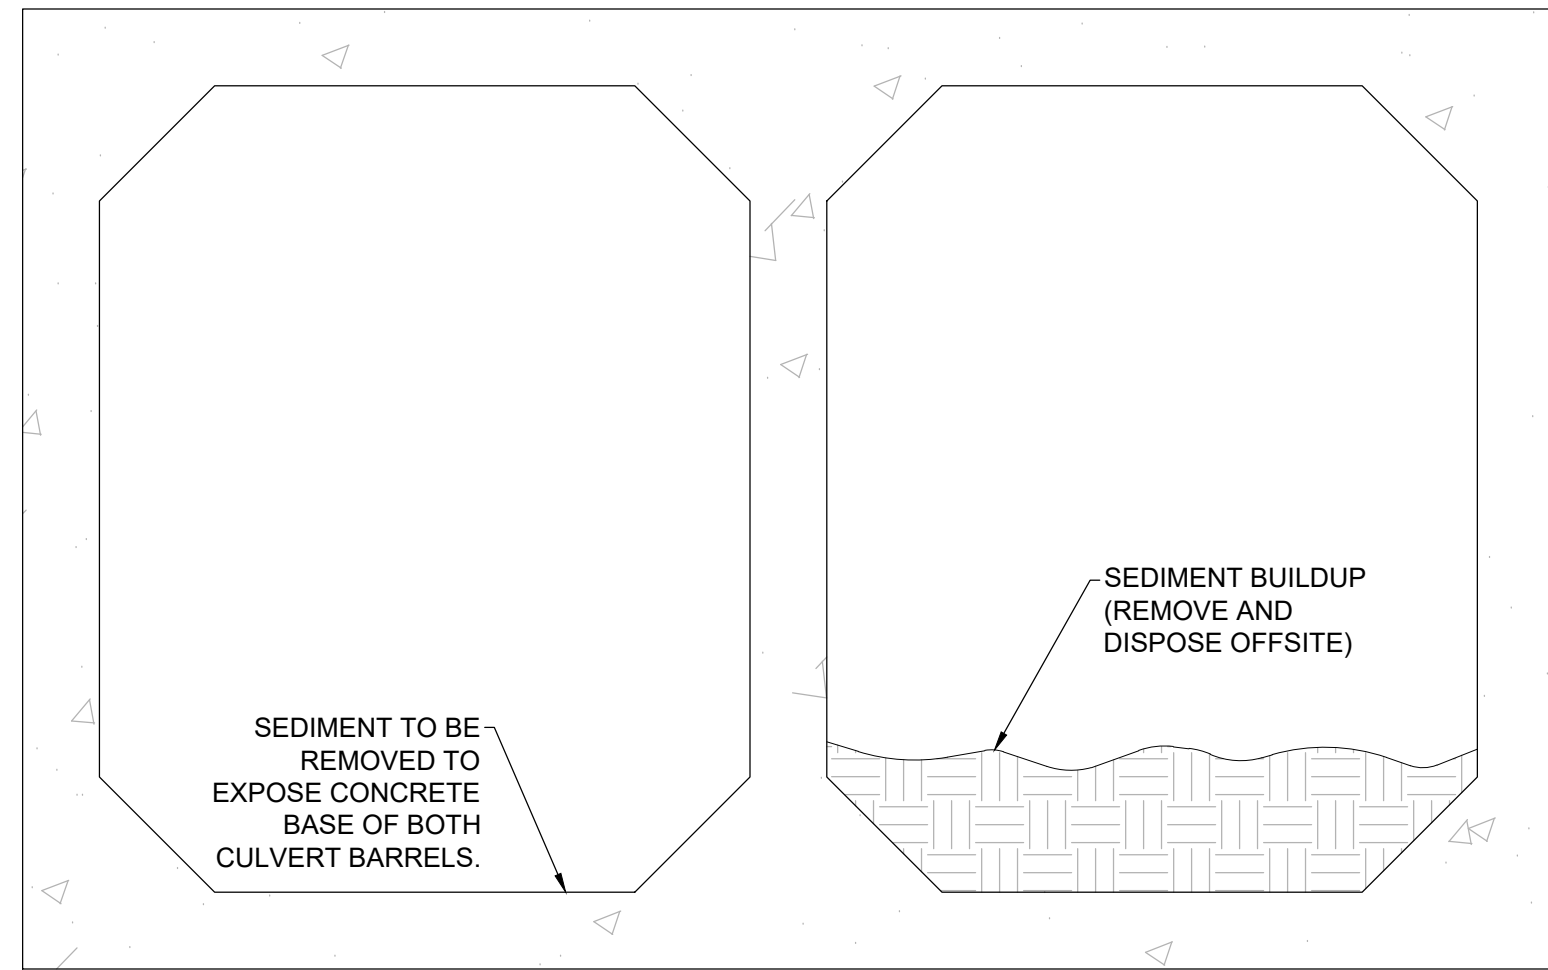 SEDIMENT BUILDUP
(REMOVE AND
DISPOSE OFFSITE)
SEDIMENT TO BE
REMOVED TO
EXPOSE CONCRETE
BASE OF BOTH
CULVERT BARRELS.